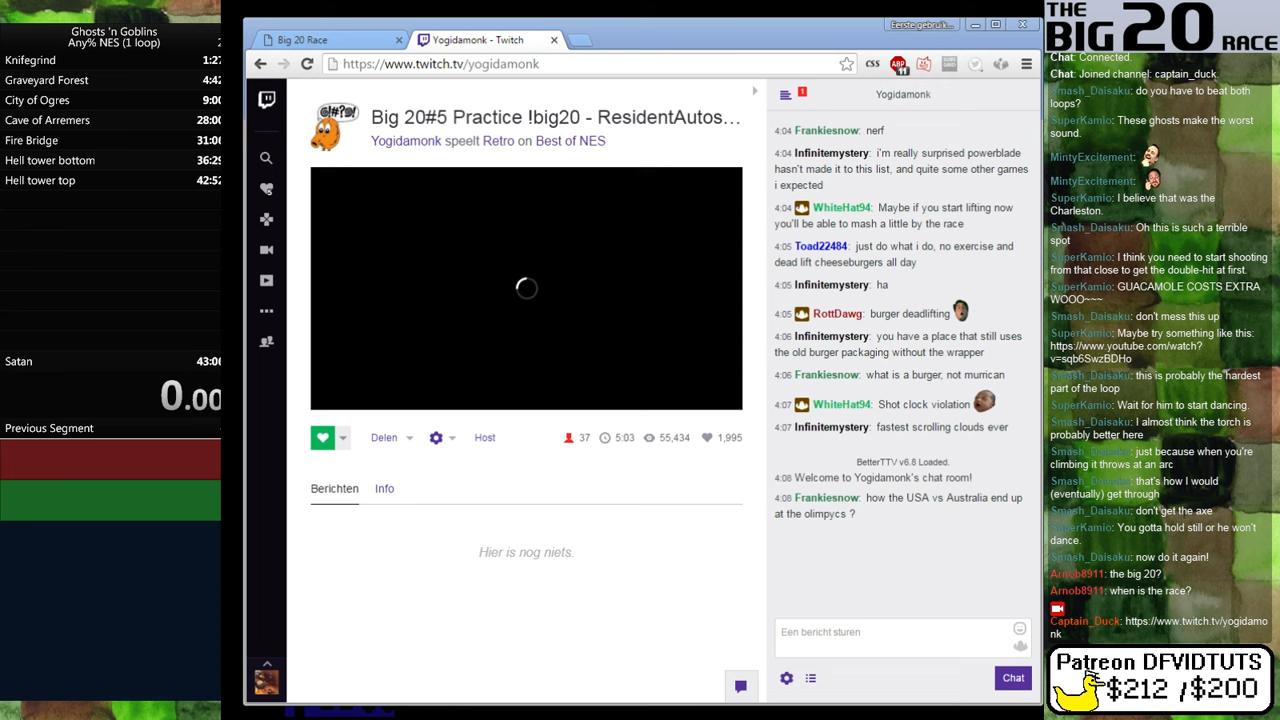 Ghosts 'n Goblins
Any% NES (1 loop)
Knifegrind 1:27
Graveyard Forest 4:42
City of Ogres 9:00
Cave of Arremers 28:00
Fire Bridge 31:06
Hell tower bottom 36:29
Hell tower top 42:52
Satan 43:00
0.00
Previous Segment
Eerste gebruik...
Big 20 Race
Yogidamonk - Twitch
https://www.twitch.tv/yogidamonk
CSS
ABP
11
@!#?@!
Big 20#5 Practice !big20 - ResidentAutos…
Yogidamonk speelt Retro on Best of NES
Delen
Host
37
5:03
55,434
1,995
Berichten
Info
Hier is nog niets.
1
Yogidamonk
4:04 Frankiesnow: nerf
4:04 Infinitemystery: i'm really surprised powerblade
hasn't made it to this list, and quite some other games
i expected
4:04 WhiteHat94: Maybe if you start lifting now
you'll be able to mash a little by the race
4:05 Toad22484: just do what i do, no exercise and
dead lift cheeseburgers all day
4:05 Infinitemystery: ha
4:05 RottDawg: burger deadlifting
4:06 Infinitemystery: you have a place that still uses
the old burger packaging without the wrapper
4:06 Frankiesnow: what is a burger, not murrican
4:07 WhiteHat94: Shot clock violation
4:07 Infinitemystery: fastest scrolling clouds ever
BetterTTV v6.8 Loaded.
4:08 Welcome to Yogidamonk's chat room!
4:08 Frankiesnow: how the USA vs Australia end up
at the olimpycs ?
Een bericht sturen
Chat
THE
BIG 20 RACE
Chat: Connected.
Chat: Joined channel: captain_duck.
Smash_Daisaku: do you have to beat both
loops?
SuperKamio: These ghosts make the worst
sound.
MintyExcitement:
MintyExcitement:
SuperKamio: I believe that was the
Charleston.
Smash_Daisaku: Oh this is such a terrible
spot
SuperKamio: I think you need to start shooting
from that close to get the double-hit at first.
SuperKamio: GUACAMOLE COSTS EXTRA
WOOO~~~
Smash_Daisaku: don't mess this up
SuperKamio: Maybe try something like this:
https://www.youtube.com/watch?
v=sqb6SwzBDHo
Smash_Daisaku: this is probably the hardest
part of the loop
SuperKamio: Wait for him to start dancing.
Smash_Daisaku: I almost think the torch is
probably better here
Smash_Daisaku: just because when you're
climbing it throws at an arc
Smash_Daisaku: that's how I would
(eventually) get through
Smash_Daisaku: don't get the axe
SuperKamio: You gotta hold still or he won't
dance.
Smash_Daisaku: now do it again!
Arnob8911: the big 20?
Arnob8911: when is the race?
Captain_Duck: https://www.twitch.tv/yogidamo
nk
Patreon DFVIDTUTS
$212 /$200